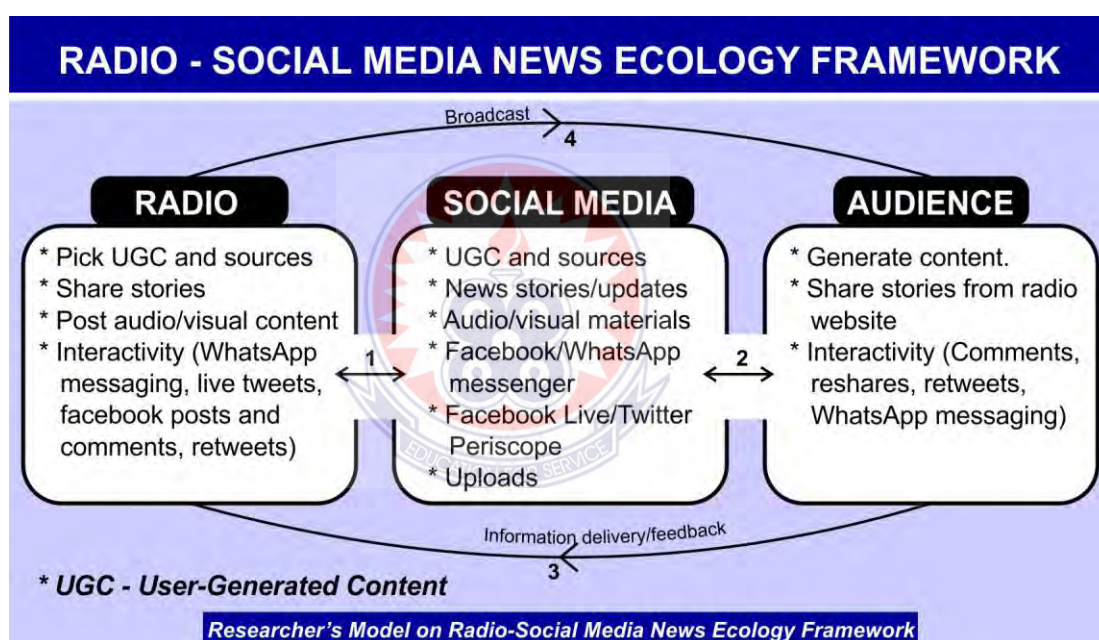 RADIO - SOCIAL MEDIA NEWS ECOLOGY FRAMEWORK
Broadcast
4
RADIO
* Pick UGC and sources
* Share stories
* Post audio/visual content
* Interactivity (WhatsApp
messaging, live tweets,
facebook posts and
comments, retweets)
1
SOCIAL MEDIA
* UGC and sources
* News stories/updates
* Audio/visual materials
* Facebook/WhatsApp
messenger
* Facebook Live/Twitter
Periscope
* Uploads
EDUCATION FOR SERVICE
2
AUDIENCE
* Generate content.
* Share stories from radio
website
* Interactivity (Comments,
reshares, retweets,
WhatsApp messaging)
Information delivery/feedback
3
* UGC - User-Generated Content
Researcher's Model on Radio-Social Media News Ecology Framework